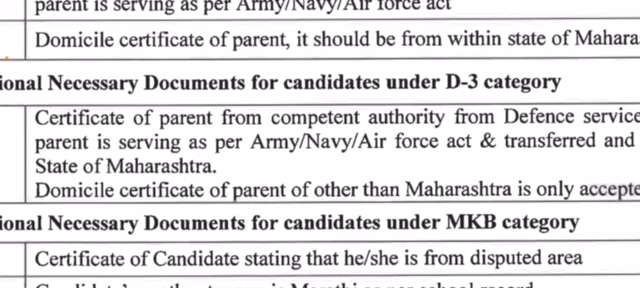 parent is serving as per Army/Navy/Air force act
Domicile certificate of parent, it should be from within state of Mahara
ional Necessary Documents for candidates under D-3 category
Certificate of parent from competent authority from Defence service
parent is serving as per Army/Navy/Air force act & transferred and
State of Maharashtra.
Domicile certificate of parent of other than Maharashtra is only accepte
ional Necessary Documents for candidates under MKB category
Certificate of Candidate stating that he/she is from disputed area